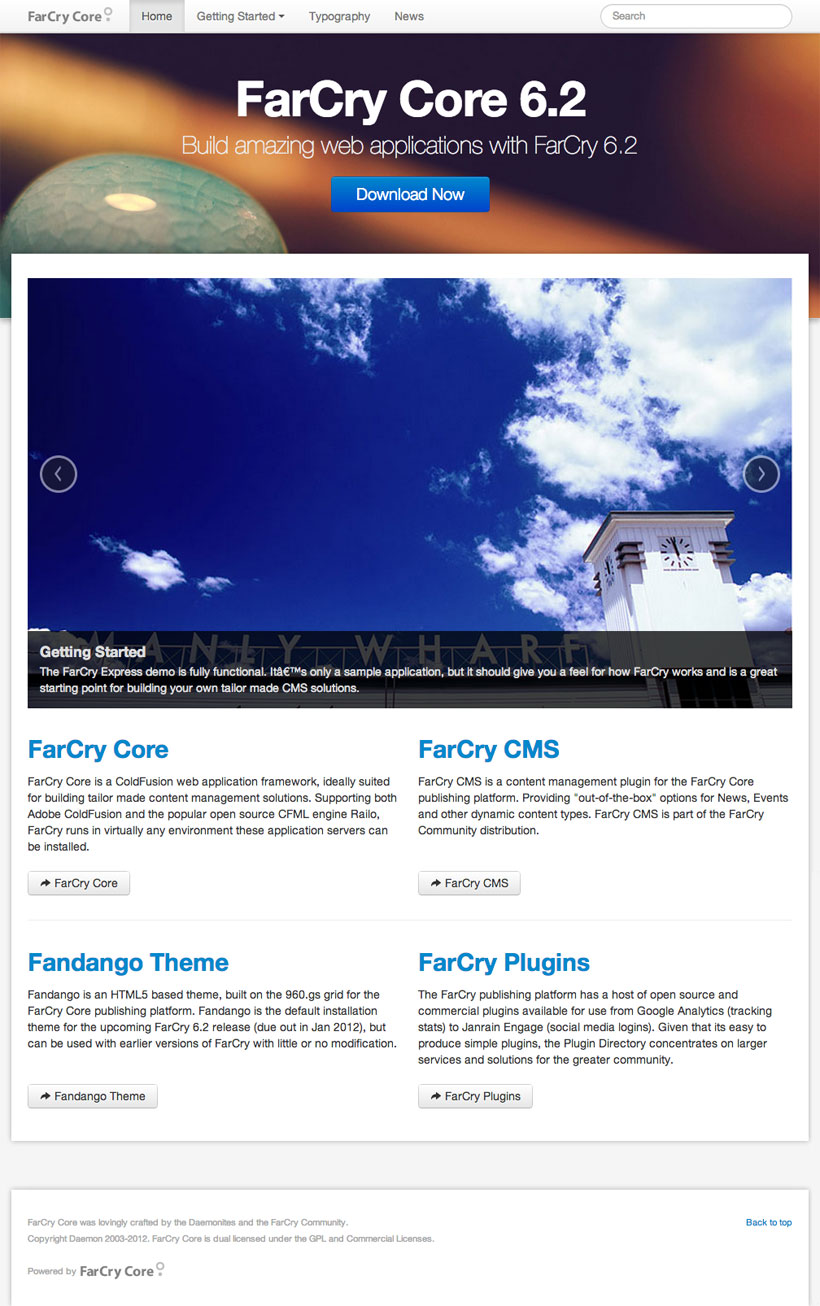 FarCry Core
Home
Getting Started
Typography
News
Search
FarCry Core 6.2
Build amazing web applications with FarCry 6.2
Download Now
MANLY WHARF
Getting Started
The FarCry Express demo is fully functional. Itâ€™s only a sample application, but it should give you a feel for how FarCry works and is a great
starting point for building your own tailor made CMS solutions.
FarCry Core
FarCry Core is a ColdFusion web application framework, ideally suited
for building tailor made content management solutions. Supporting both
Adobe ColdFusion and the popular open source CFML engine Railo,
FarCry runs in virtually any environment these application servers can
be installed.
FarCry Core
FarCry CMS
FarCry CMS is a content management plugin for the FarCry Core
publishing platform. Providing "out-of-the-box" options for News, Events
and other dynamic content types. FarCry CMS is part of the FarCry
Community distribution.
FarCry CMS
Fandango Theme
Fandango is an HTML5 based theme, built on the 960.gs grid for the
FarCry Core publishing platform. Fandango is the default installation
theme for the upcoming FarCry 6.2 release (due out in Jan 2012), but
can be used with earlier versions of FarCry with little or no modification.
Fandango Theme
FarCry Plugins
The FarCry publishing platform has a host of open source and
commercial plugins available for use from Google Analytics (tracking
stats) to Janrain Engage (social media logins). Given that its easy to
produce simple plugins, the Plugin Directory concentrates on larger
services and solutions for the greater community.
FarCry Plugins
FarCry Core was lovingly crafted by the Daemonites and the FarCry Community.
Back to top
Copyright Daemon 2003-2012. FarCry Core is dual licensed under the GPL and Commercial Licenses.
Powered by FarCry Core